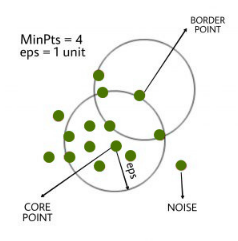 BORDER
POINT
MinPts = 4
eps = 1 unit
eps
CORE
POINT
NOISE